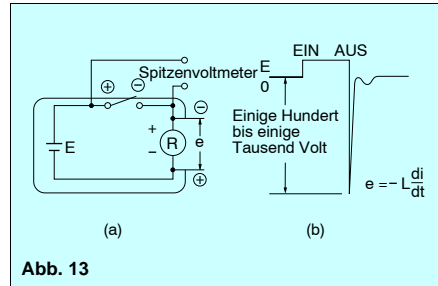 EIN AUS
⊕ ⊖ Spitzenvoltmeter
E
0
⊖
+
E R e
−
⊕
Einige Hundert
bis einige
Tausend Volt
e = − L di/dt
(a) (b)
Abb. 13